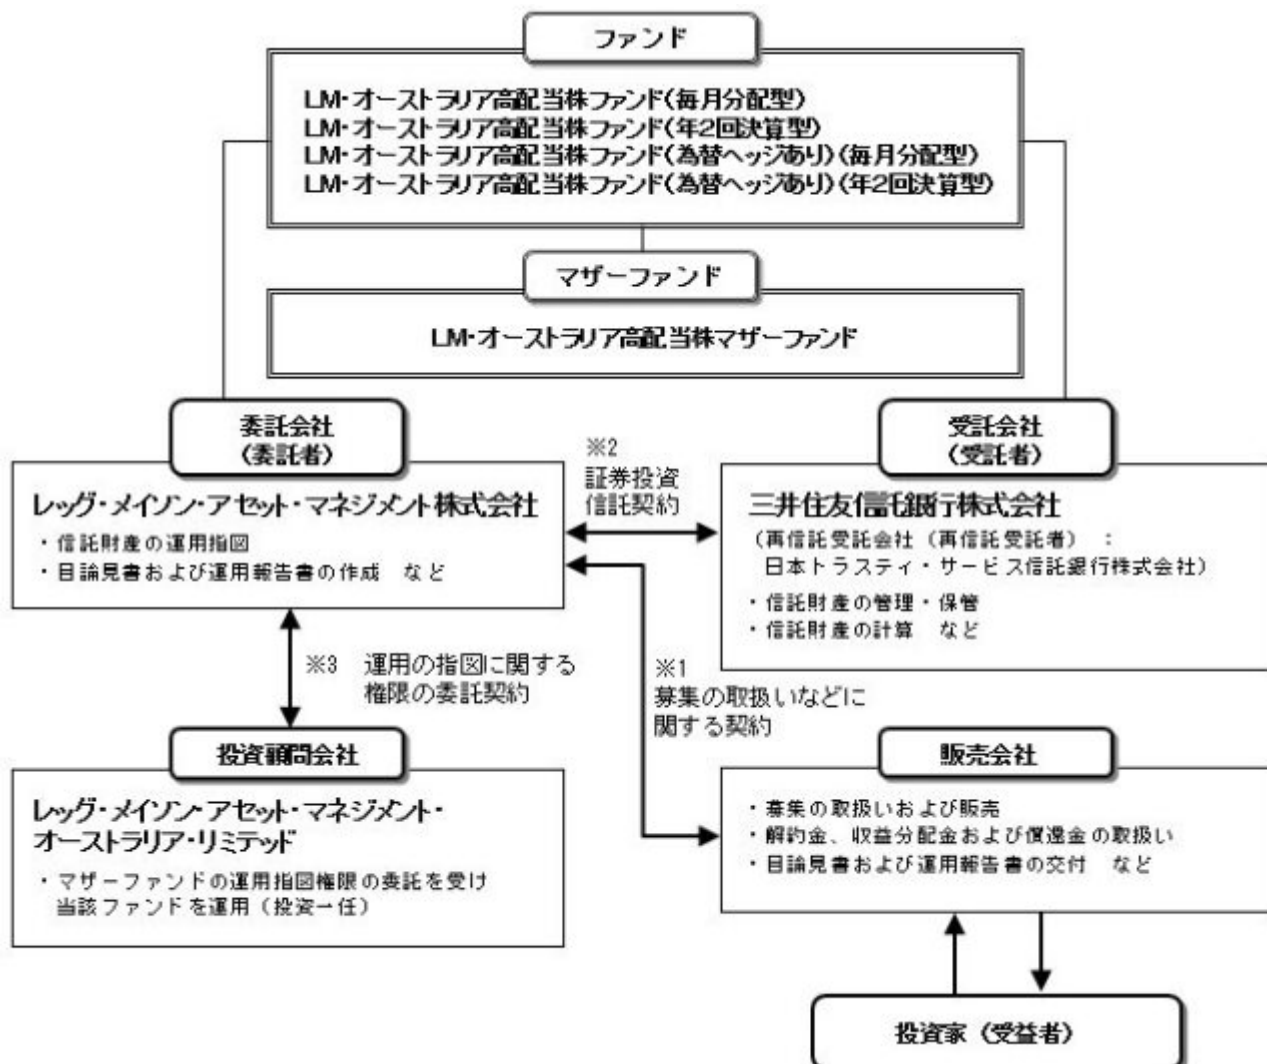 ファンド
LM・オーストラリア高配当株ファンド(毎月分配型)
LM・オーストラリア高配当株ファンド(年2回決算型)
LM・オーストラリア高配当株ファンド(為替ヘッジあり)(毎月分配型)
LM・オーストラリア高配当株ファンド(為替ヘッジあり)(年2回決算型)
マザーファンド
LM・オーストラリア高配当株マザーファンド
委託会社
(委託者)
レッグ・メイソン・アセット・マネジメント株式会社
・信託財産の運用指図
・目論見書および運用報告書の作成　など
※2
証券投資
信託契約
受託会社
(受託者)
三井住友信託銀行株式会社
(再信託受託会社(再信託受託者)　:
日本トラスティ・サービス信託銀行株式会社)
・信託財産の管理・保管
・信託財産の計算　など
※3　運用の指図に関する
権限の委託契約
※1
募集の取扱いなどに
関する契約
投資顧問会社
レッグ・メイソン・アセット・マネジメント・
オーストラリア・リミテッド
・マザーファンドの運用指図権限の委託を受け
当該ファンドを運用(投資一任)
販売会社
・募集の取扱いおよび販売
・解約金、収益分配金および償還金の取扱い
・目論見書および運用報告書の交付　など
投資家(受益者)